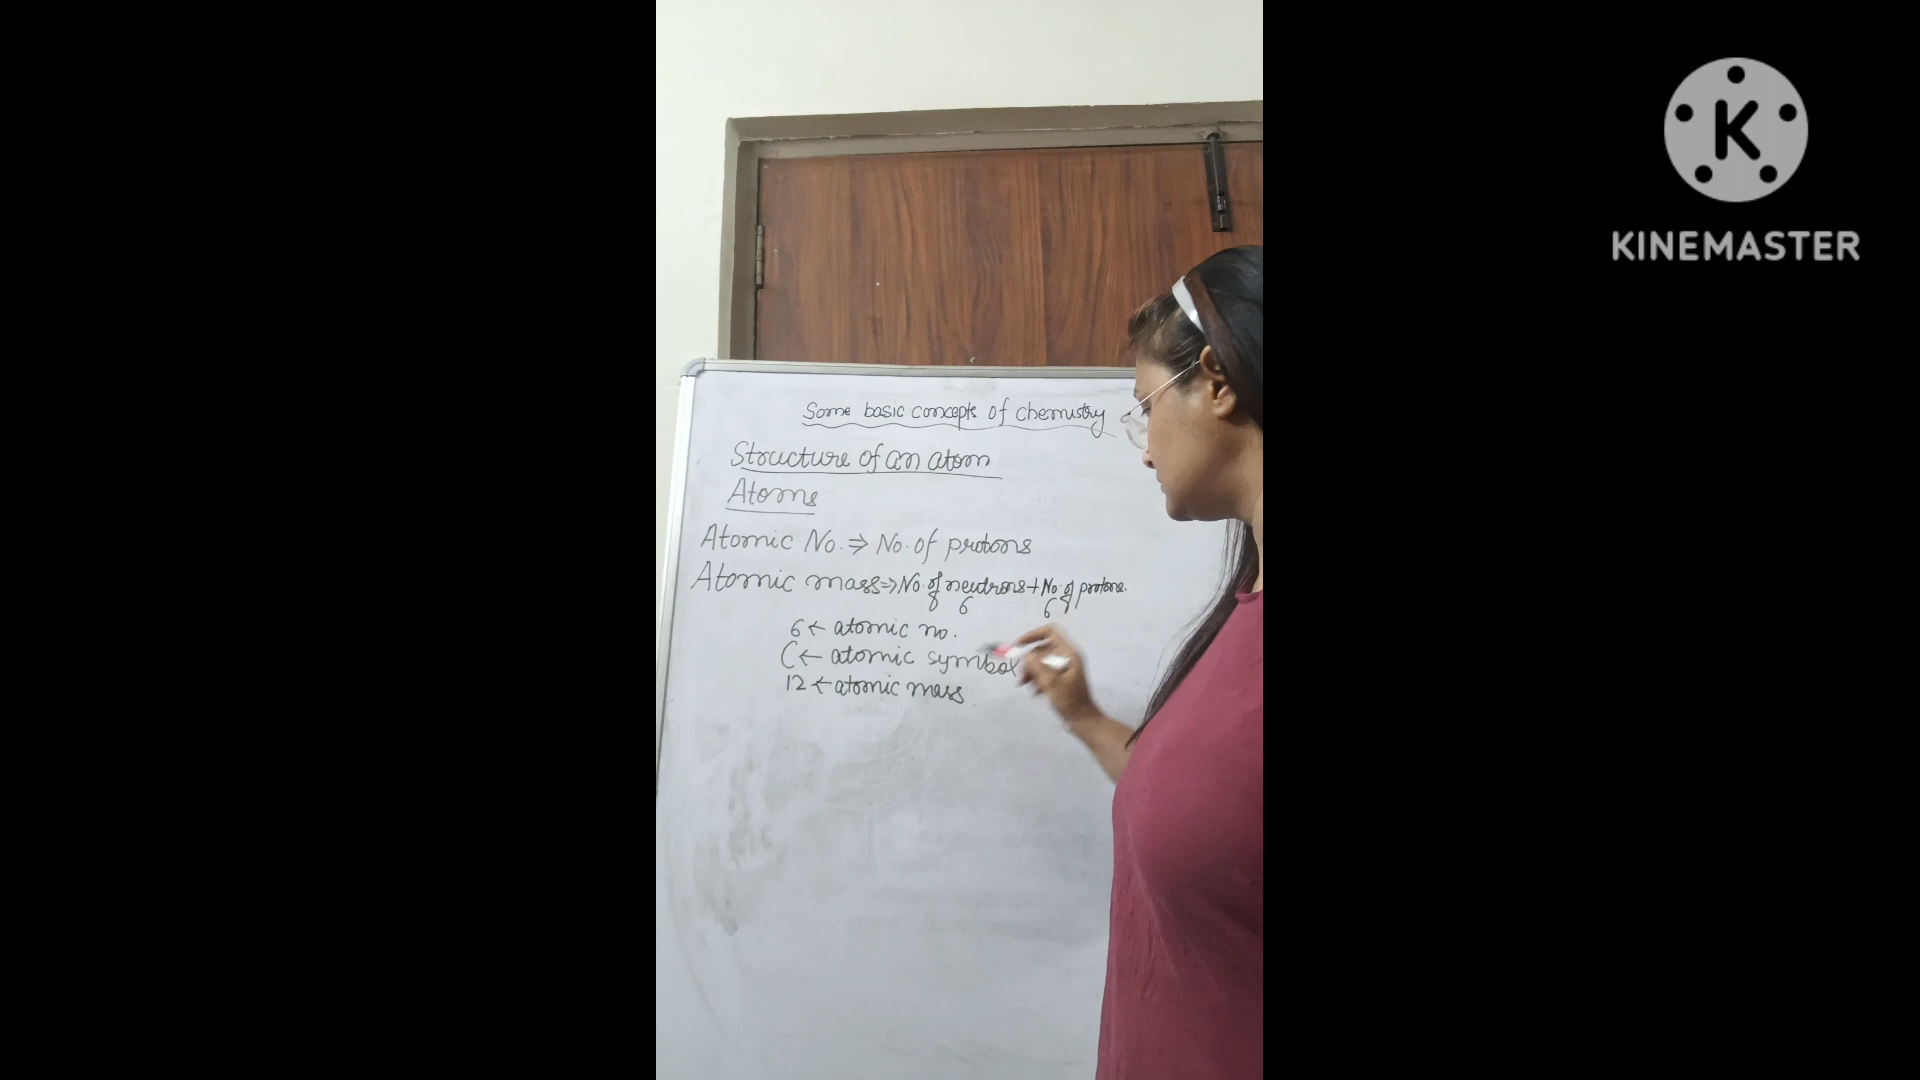 Some basic concepts of chemistry
Structure of an atom
Atoms
Atomic No. ⇒ No. of protons
Atomic mass ⇒ No. of neutrons + No. of protons.
6 6
6 ← atomic no.
C ← atomic symbol
12 ← atomic mass
K
KINEMASTER